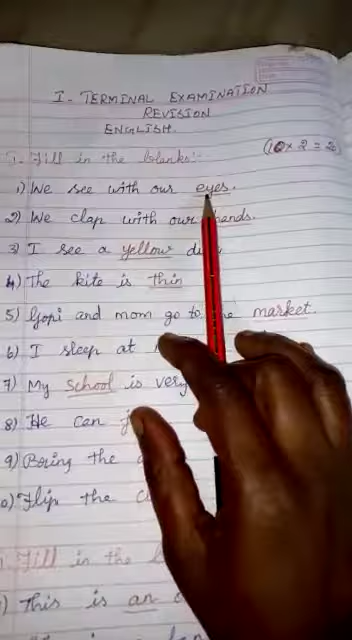 I - TERMINAL EXAMINATION
REVISION
ENGLISH.
I. Fill in the blanks:- (10 x 2 = 20
1) We see with our eyes.
2) We clap with our hands.
3) I see a yellow
4) The kite is thin
5) Gopi and mom go to the market.
6) I sleep at
7) My School is very
8) He can
9) Boring the
10) Flip the
Fill in the
This is an